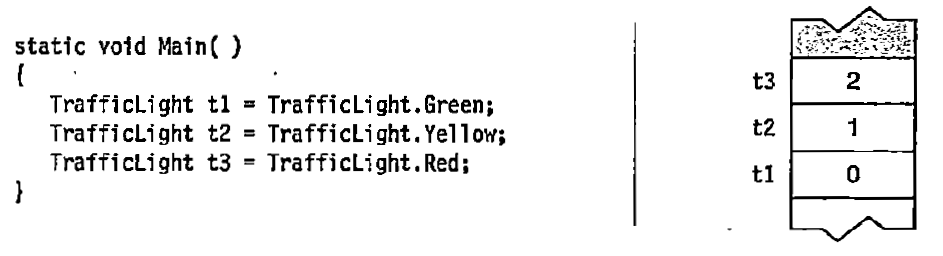 static void Main( )
{
TrafficLight t1 = TrafficLight.Green;
TrafficLight t2 = TrafficLight.Yellow;
TrafficLight t3 = TrafficLight.Red;
}
t3 2
t2 1
t1 0